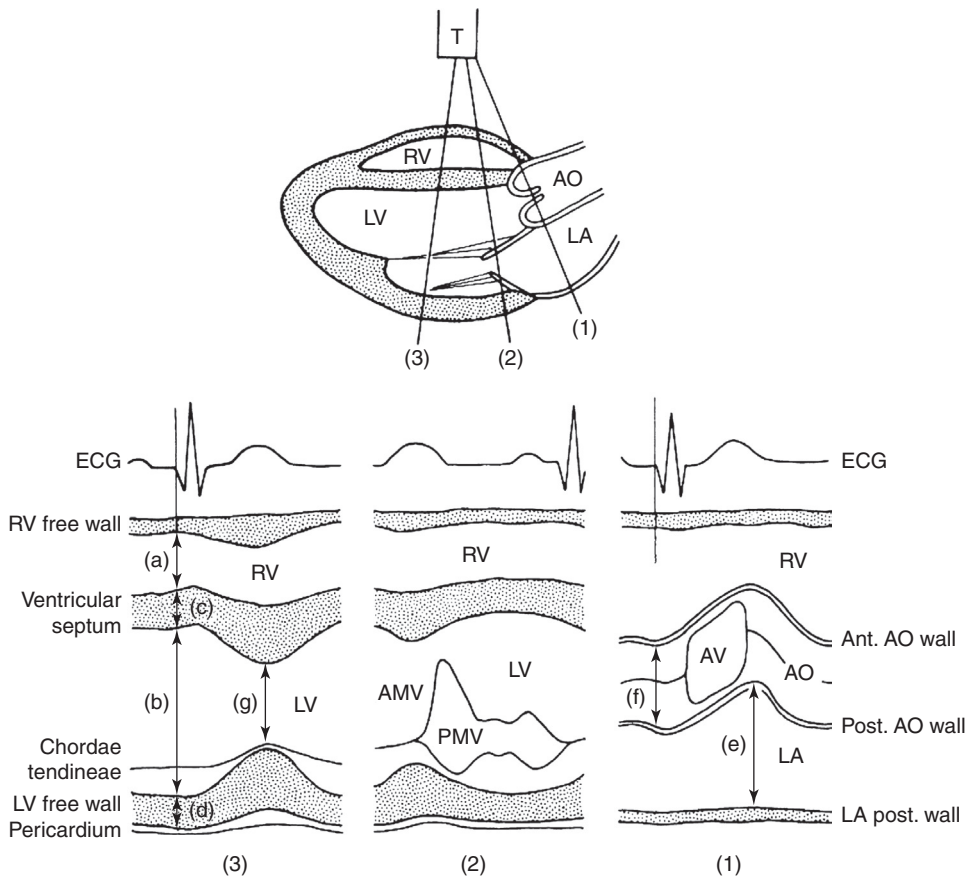 T
RV
AO
LV
LA
(1)
(3)
(2)
ECG
ECG
RV free wall
(a)
RV
RV
RV
Ventricular
septum
(c)
Ant. AO wall
AV
AO
(b)
(g)
LV
AMV
LV
(f)
PMV
Post. AO wall
(e)
LA
Chordae
tendineae
LV free wall
(d)
Pericardium
LA post. wall
(3)
(2)
(1)